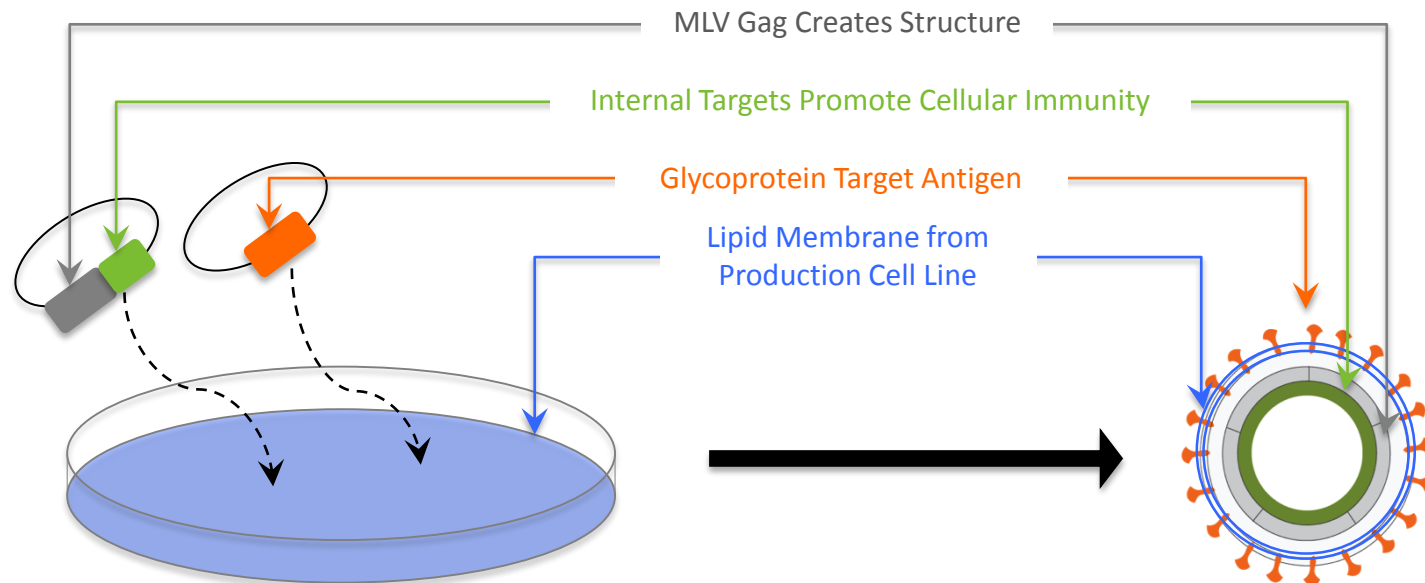 MLV Gag Creates Structure
Internal Targets Promote Cellular Immunity
Glycoprotein Target Antigen
Lipid Membrane from
Production Cell Line